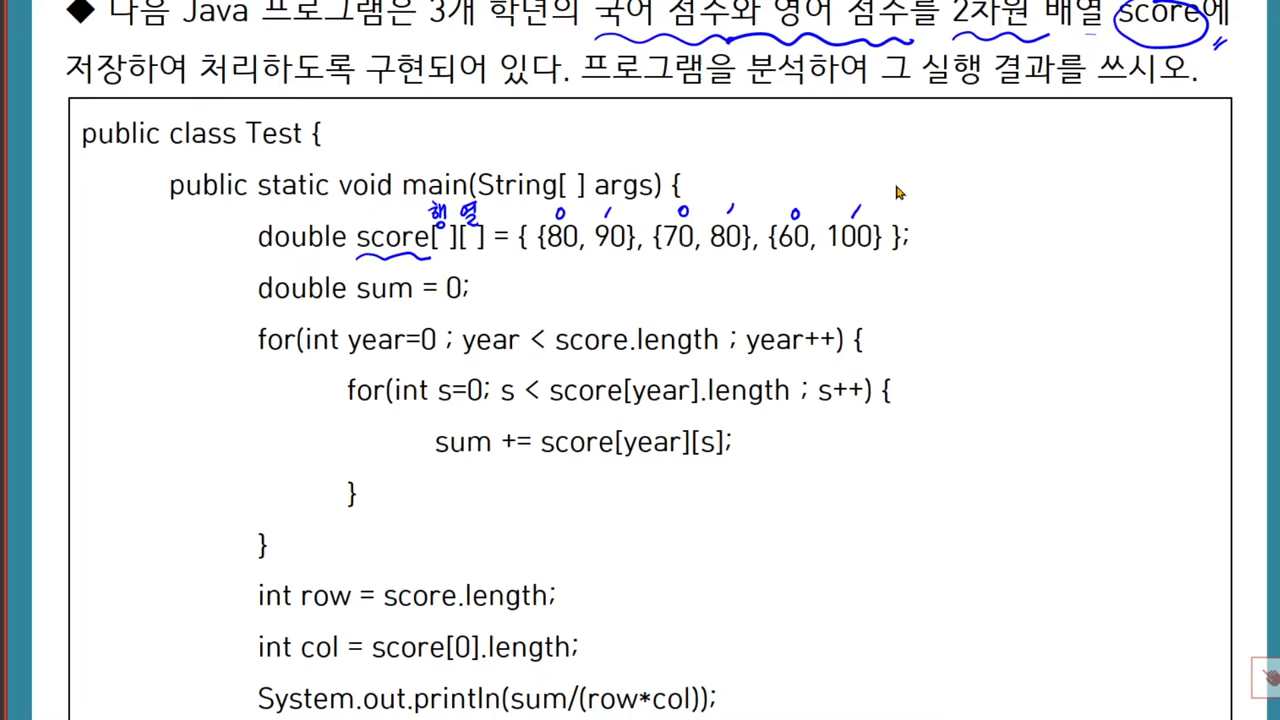 ◆ 다음 Java 프로그램은 3개 학년의 국어 점수와 영어 점수를 2차원 배열 score에
저장하여 처리하도록 구현되어 있다. 프로그램을 분석하여 그 실행 결과를 쓰시오.
public class Test {
public static void main(String[ ] args) {
행 열 0 1 0 1 0 1
double score[ ][ ] = { {80, 90}, {70, 80}, {60, 100} };
double sum = 0;
for(int year=0 ; year < score.length ; year++) {
for(int s=0; s < score[year].length ; s++) {
sum += score[year][s];
}
}
int row = score.length;
int col = score[0].length;
System.out.println(sum/(row*col));